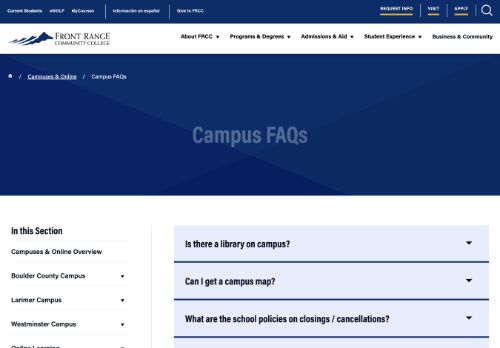 Current Students eWOLF MyCourses Información en español Give to FRCC REQUEST INFO VISIT APPLY
FRONT RANGE
COMMUNITY COLLEGE
About FRCC Programs & Degrees Admissions & Aid Student Experience Business & Community
/ Campuses & Online / Campus FAQs
Campus FAQs
In this Section
Campuses & Online Overview
Boulder County Campus
Larimer Campus
Westminster Campus
Online Learning
Is there a library on campus?
Can I get a campus map?
What are the school policies on closings / cancellations?